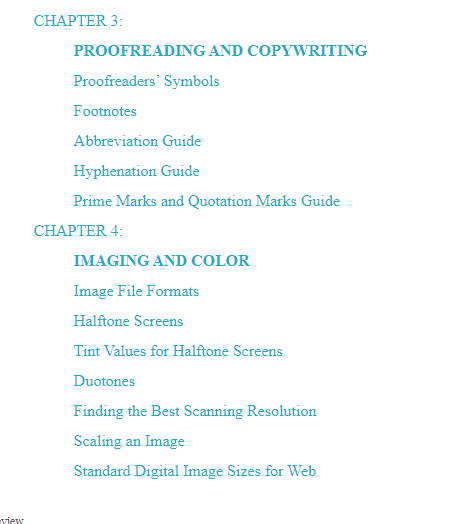 CHAPTER 3:
PROOFREADING AND COPYWRITING
Proofreaders’ Symbols
Footnotes
Abbreviation Guide
Hyphenation Guide
Prime Marks and Quotation Marks Guide
CHAPTER 4:
IMAGING AND COLOR
Image File Formats
Halftone Screens
Tint Values for Halftone Screens
Duotones
Finding the Best Scanning Resolution
Scaling an Image
Standard Digital Image Sizes for Web